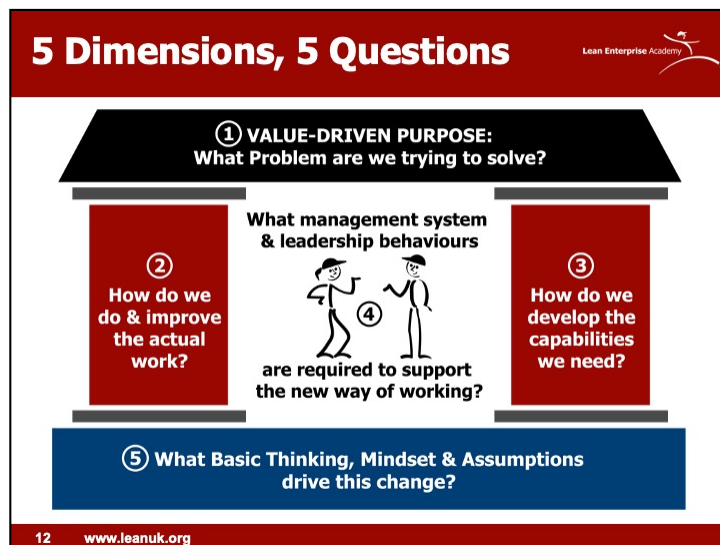 5 Dimensions, 5 Questions
Lean Enterprise Academy
① VALUE-DRIVEN PURPOSE:
What Problem are we trying to solve?
②
How do we
do & improve
the actual
work?
What management system
& leadership behaviours
④
are required to support
the new way of working?
③
How do we
develop the
capabilities
we need?
⑤ What Basic Thinking, Mindset & Assumptions
drive this change?
12 www.leanuk.org